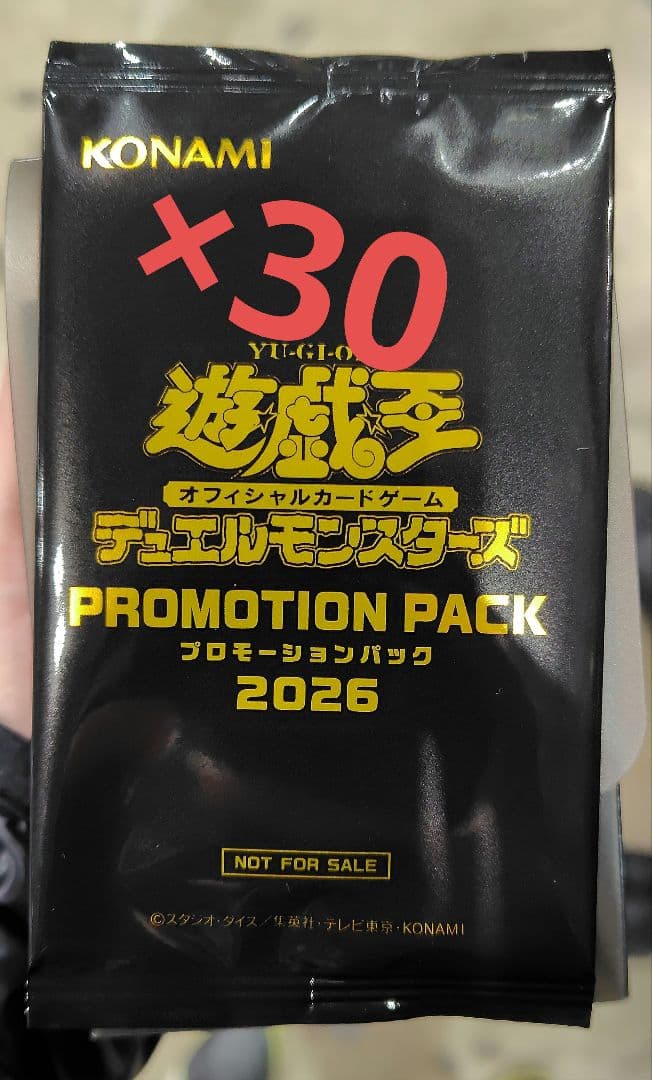 KONAMI
×30
YU-GI-O
遊☆戯☆王
オフィシャルカードゲーム
デュエルモンスターズ
PROMOTION PACK
プロモーションパック
2026
NOT FOR SALE
©スタジオ・ダイス/集英社・テレビ東京・KONAMI